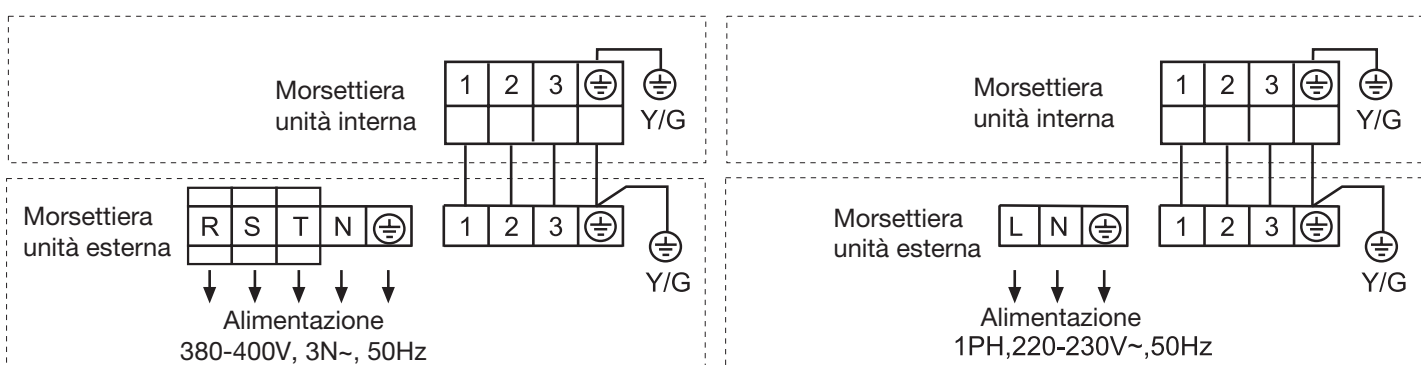 1 2 3
Morsettiera
unità interna
Y/G
Morsettiera
unità esterna
R S T N
1 2 3
Y/G
Alimentazione
380-400V, 3N~, 50Hz
1 2 3
Morsettiera
unità interna
Y/G
Morsettiera
unità esterna
L N
1 2 3
Y/G
Alimentazione
1PH,220-230V~,50Hz